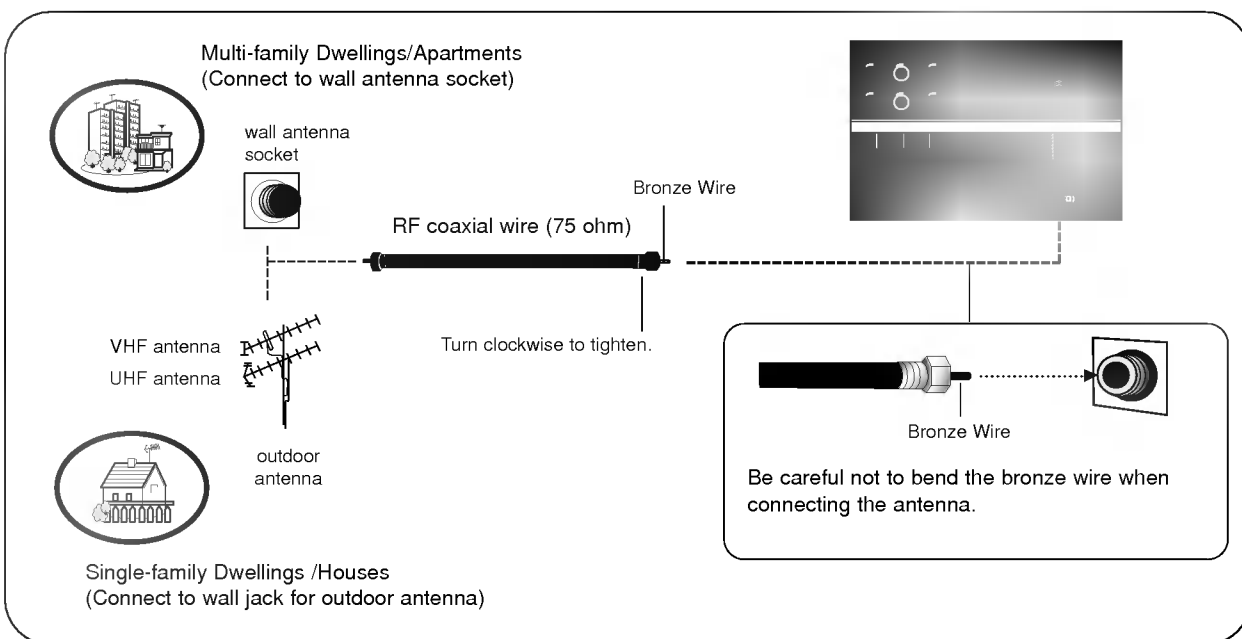 Multi-family Dwellings/Apartments
(Connect to wall antenna socket)
wall antenna
socket
Bronze Wire
RF coaxial wire (75 ohm)
VHF antenna
UHF antenna
Turn clockwise to tighten.
outdoor
antenna
Bronze Wire
Be careful not to bend the bronze wire when
connecting the antenna.
Single-family Dwellings /Houses
(Connect to wall jack for outdoor antenna)